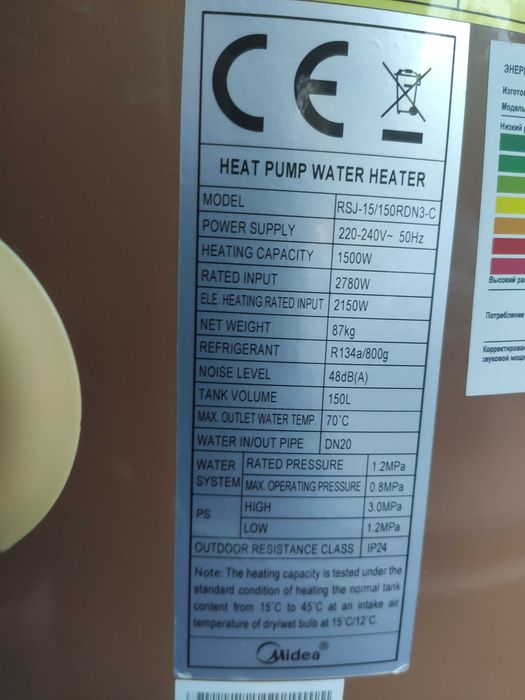 HEAT PUMP WATER HEATER
MODEL RSJ-15/150RDN3-C
POWER SUPPLY 220-240V~ 50Hz
HEATING CAPACITY 1500W
RATED INPUT 2780W
ELE. HEATING RATED INPUT 2150W
NET WEIGHT 87kg
REFRIGERANT R134a/800g
NOISE LEVEL 48dB(A)
TANK VOLUME 150L
MAX. OUTLET WATER TEMP. 70°C
WATER IN/OUT PIPE DN20
WATER SYSTEM RATED PRESSURE 1.2MPa
MAX. OPERATING PRESSURE 0.8MPa
PS HIGH 3.0MPa
LOW 1.2MPa
OUTDOOR RESISTANCE CLASS IP24
Note: The heating capacity is tested under the
standard condition of heating the normal tank
content from 15°C to 45°C at an intake air
temperature of dry/wet bulb at 15°C/12°C.
Midea®
ЭНЕР
Изгото
Модель
Низкий
Высокий рас
Потребление
Корректирован
звуковой мощн